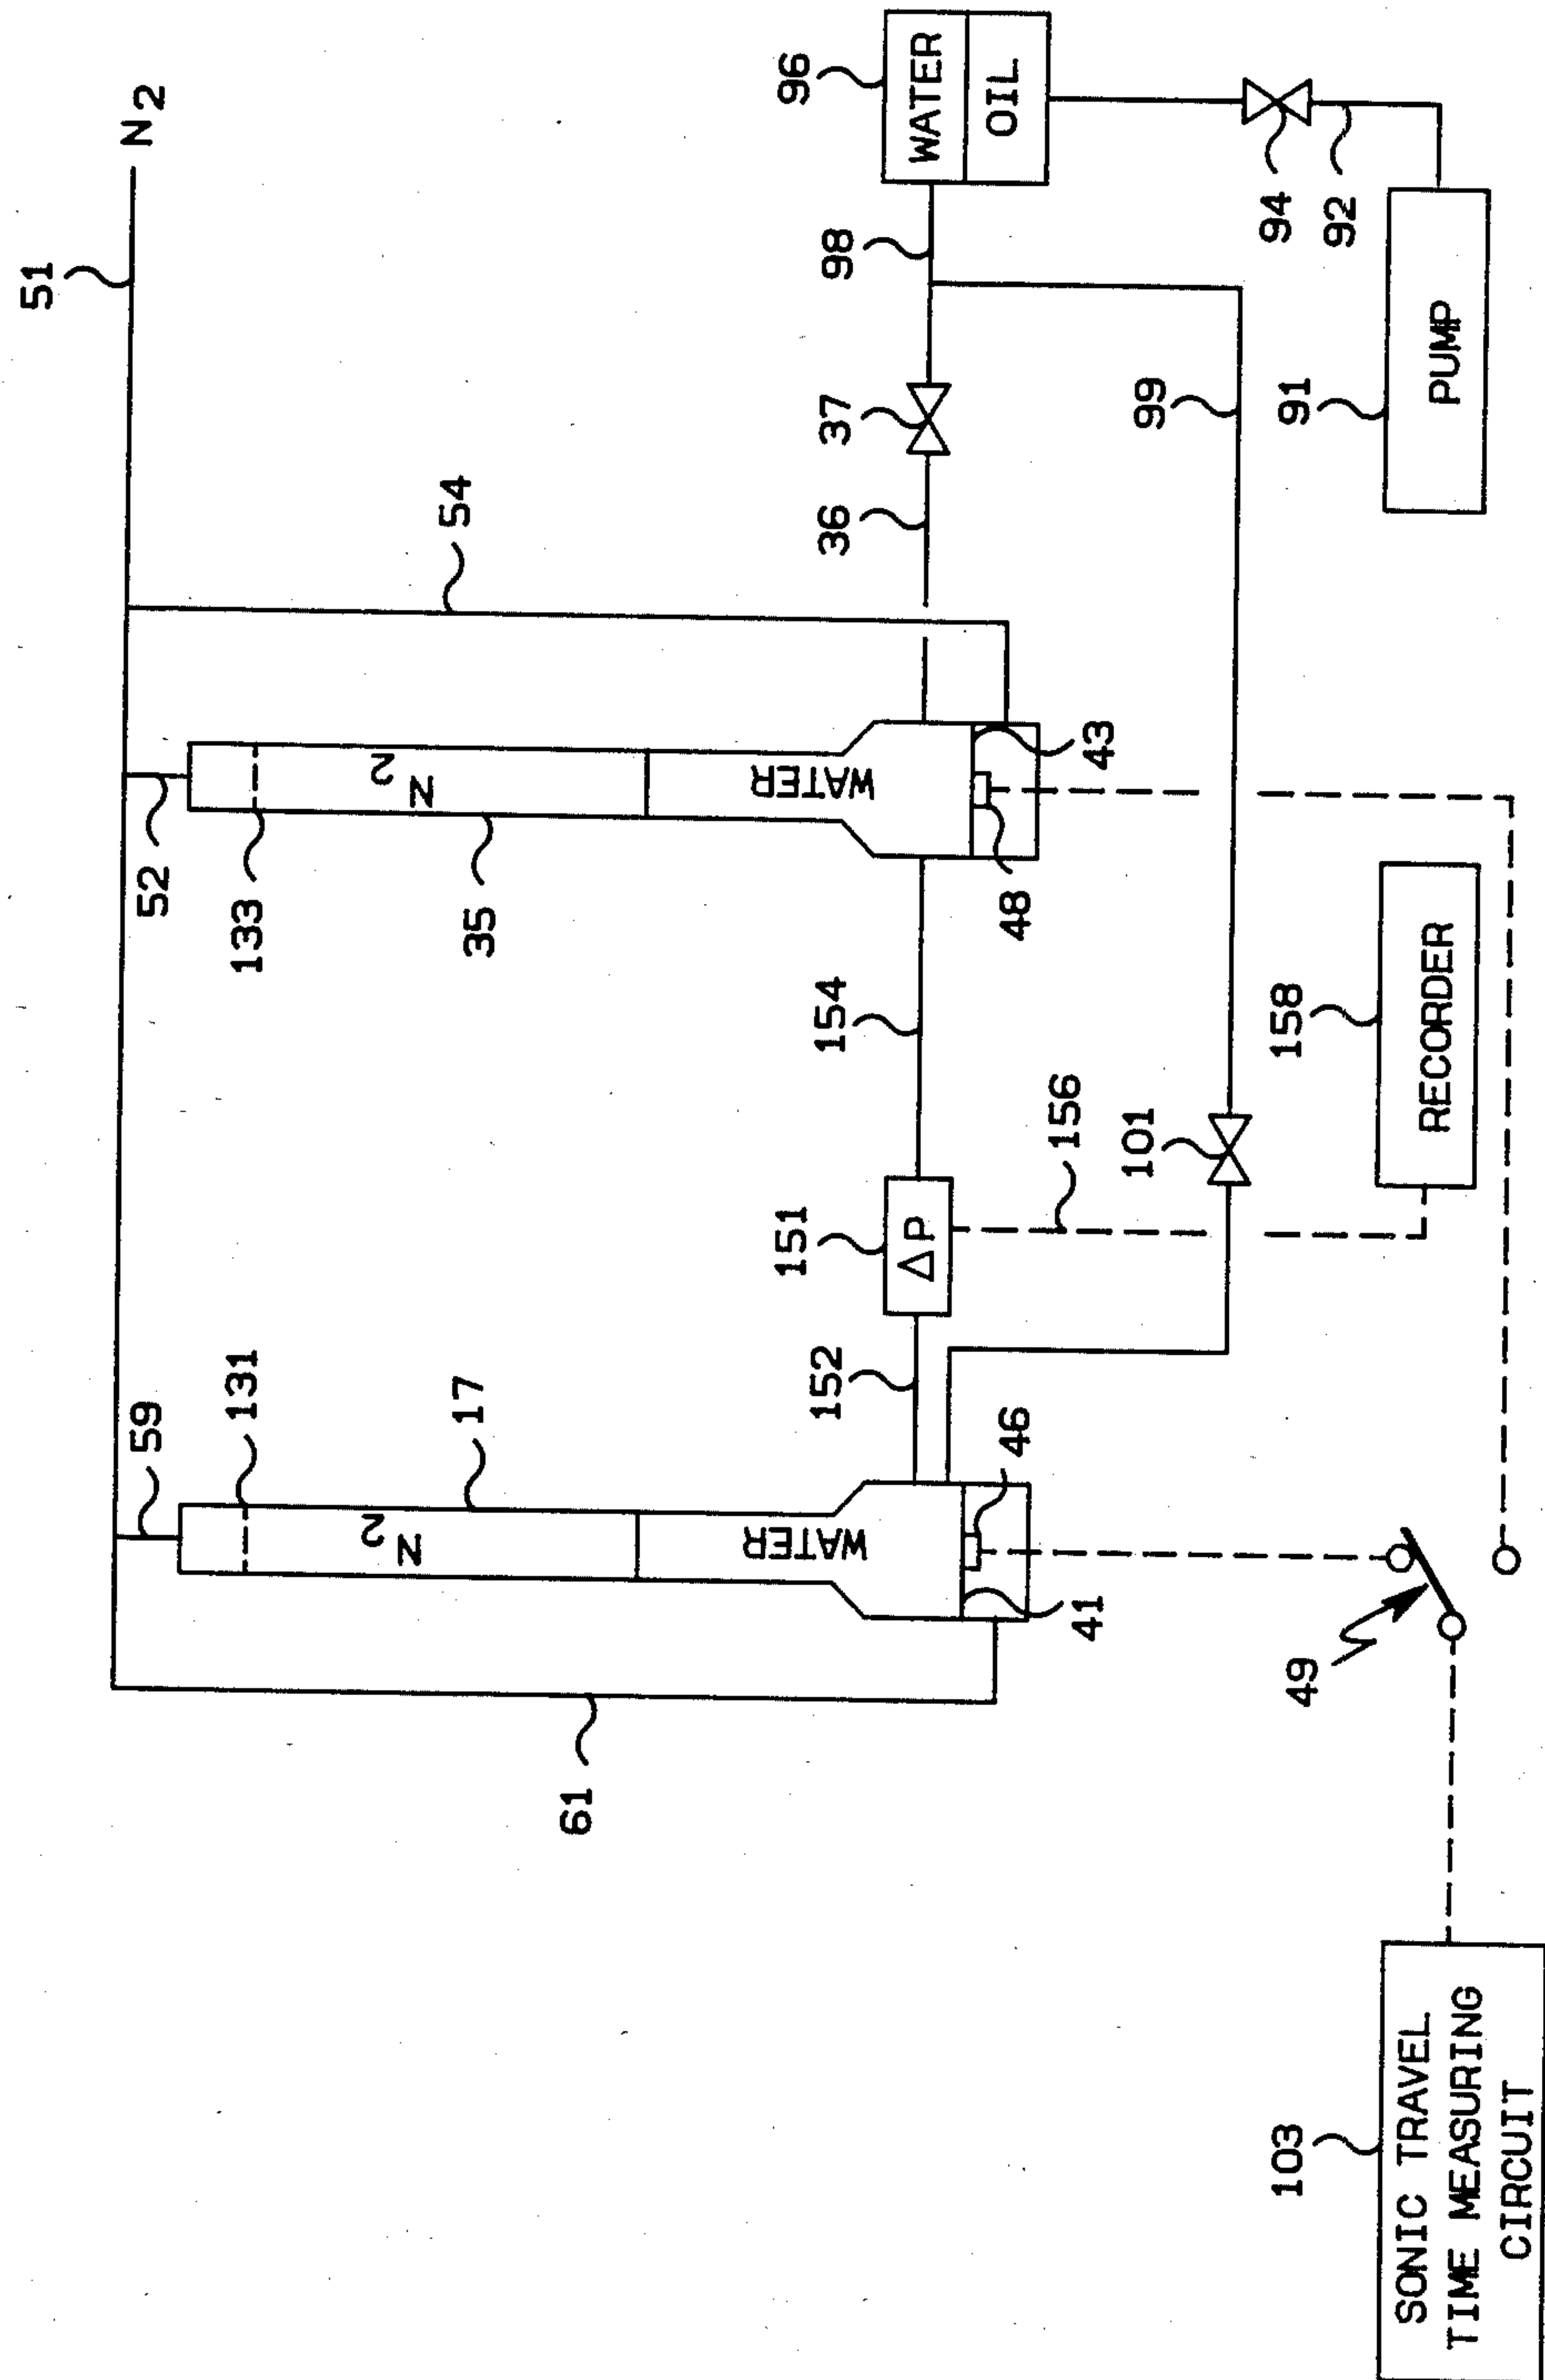 51
N2
59
131
17
52
133
35
54
N2
WATER
N2
WATER
61
41
46
152
151
ΔP
154
48
43
36
37
98
96
WATER
OIL
156
101
99
94
92
91
PUMP
158
RECORDER
49
103
SONIC TRAVEL
TIME MEASURING
CIRCUIT